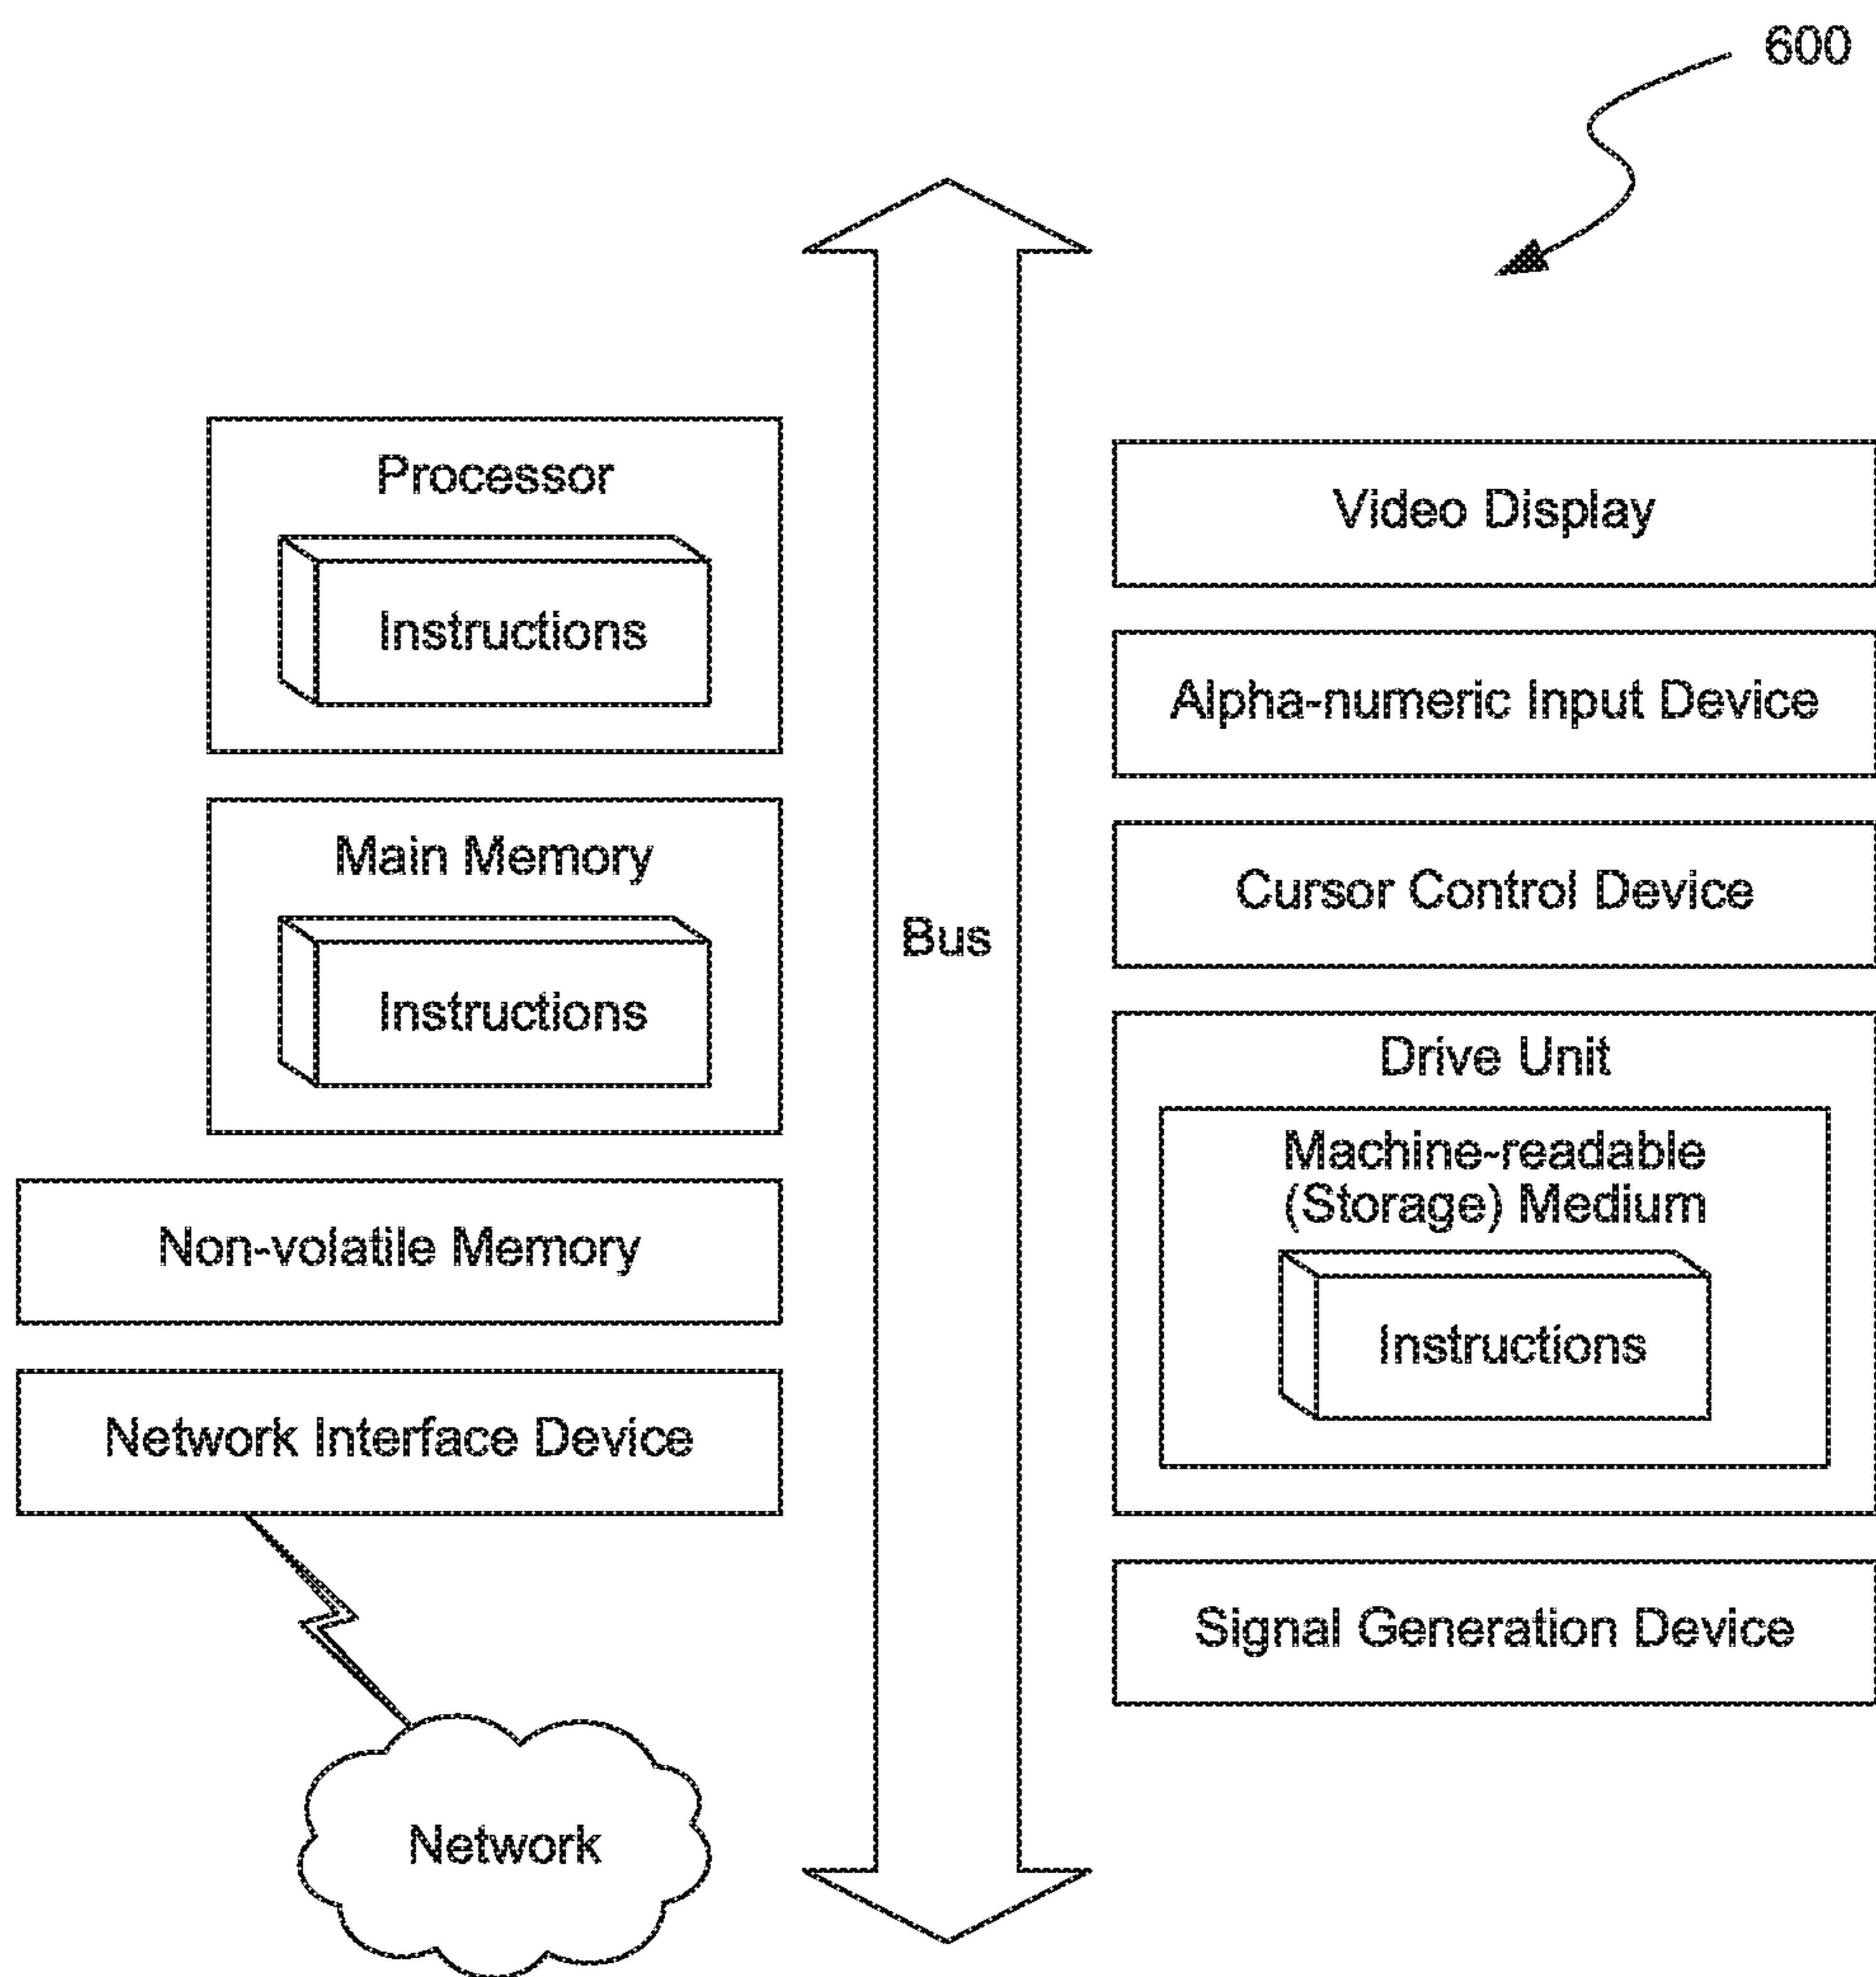 600
Processor
Instructions
Main Memory
Instructions
Non-volatile Memory
Network Interface Device
Network
Bus
Video Display
Alpha-numeric Input Device
Cursor Control Device
Drive Unit
Machine-readable
(Storage) Medium
Instructions
Signal Generation Device